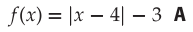 f(x) = |x − 4| − 3 A